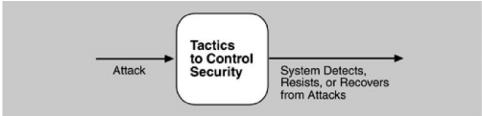 Attack
Tactics
to Control
Security
System Detects,
Resists, or Recovers
from Attacks